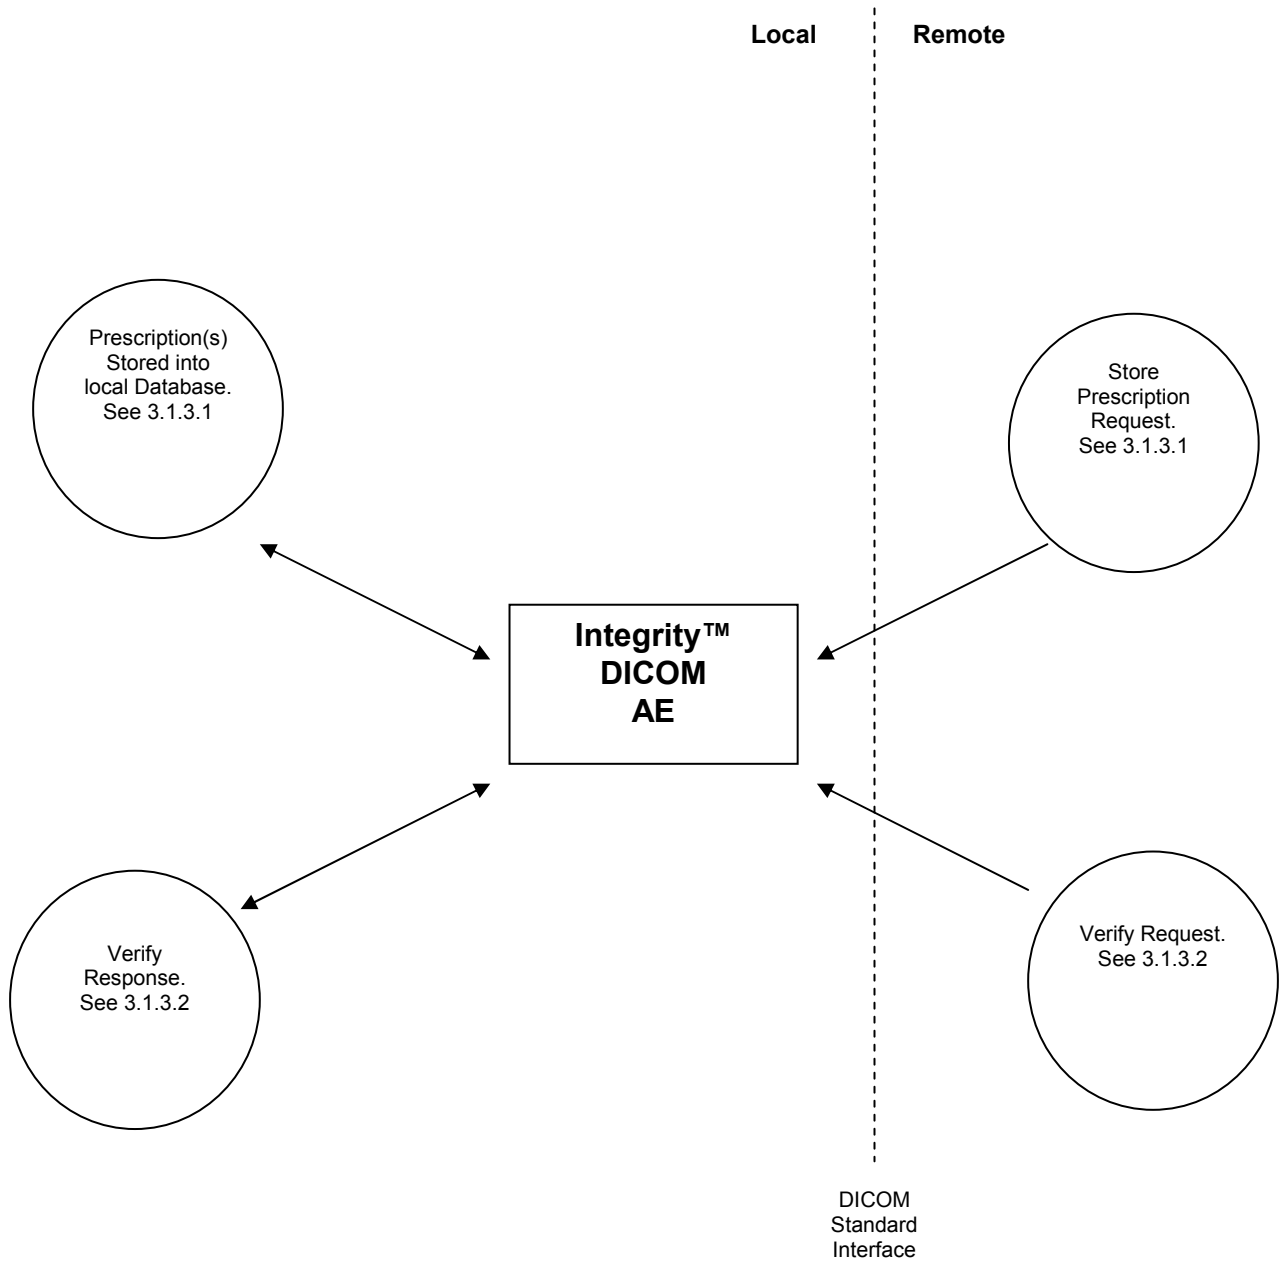 Local
Remote
Prescription(s)
Stored into
local Database.
See 3.1.3.1
Store
Prescription
Request.
See 3.1.3.1
Integrity™
DICOM
AE
Verify
Response.
See 3.1.3.2
Verify Request.
See 3.1.3.2
DICOM
Standard
Interface